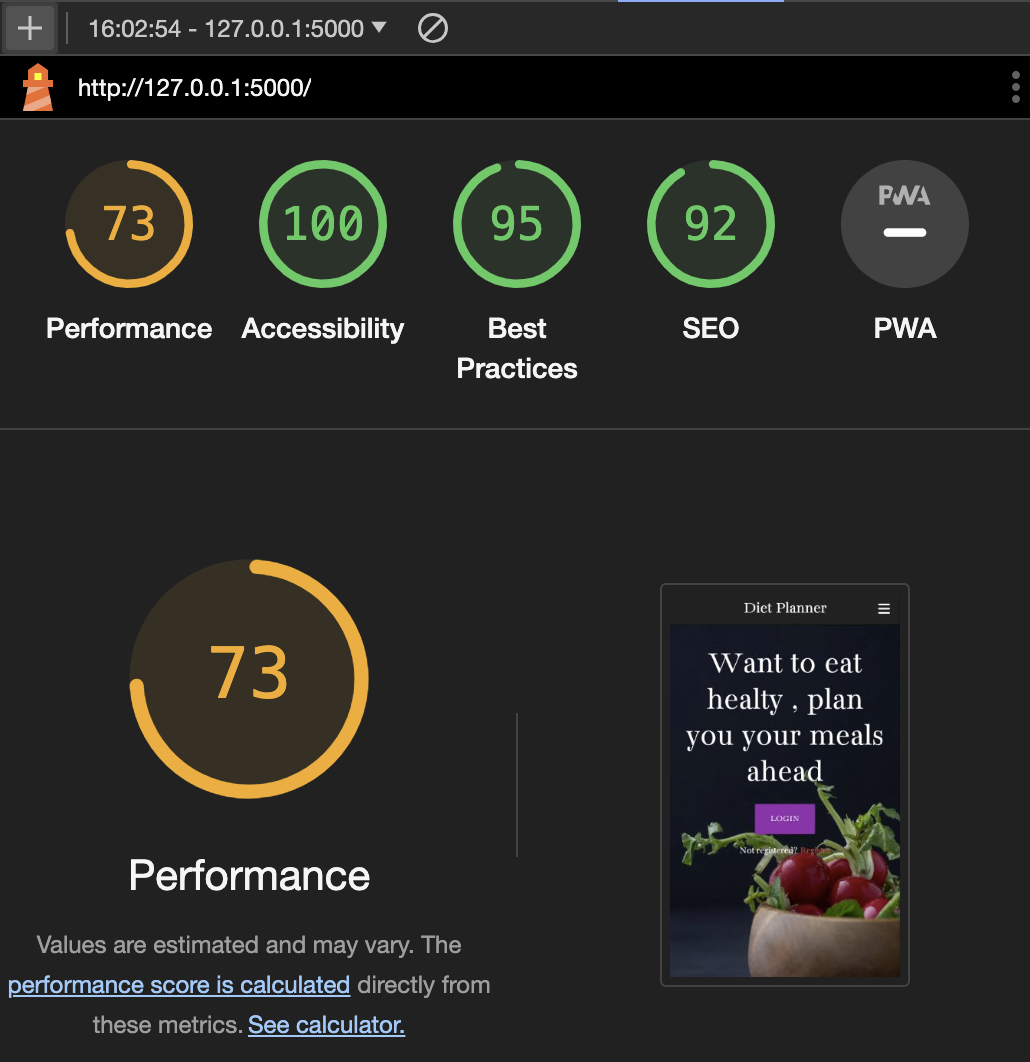 16:02:54 - 127.0.0.1:5000
http://127.0.0.1:5000/
73
100
95
92
PWA
Performance
Accessibility
Best
Practices
SEO
PWA
73
Performance
Values are estimated and may vary. The
performance score is calculated directly from
these metrics. See calculator.
Diet Planner
Want to eat
healty , plan
you your meals
ahead
LOGIN
Not registered? Register